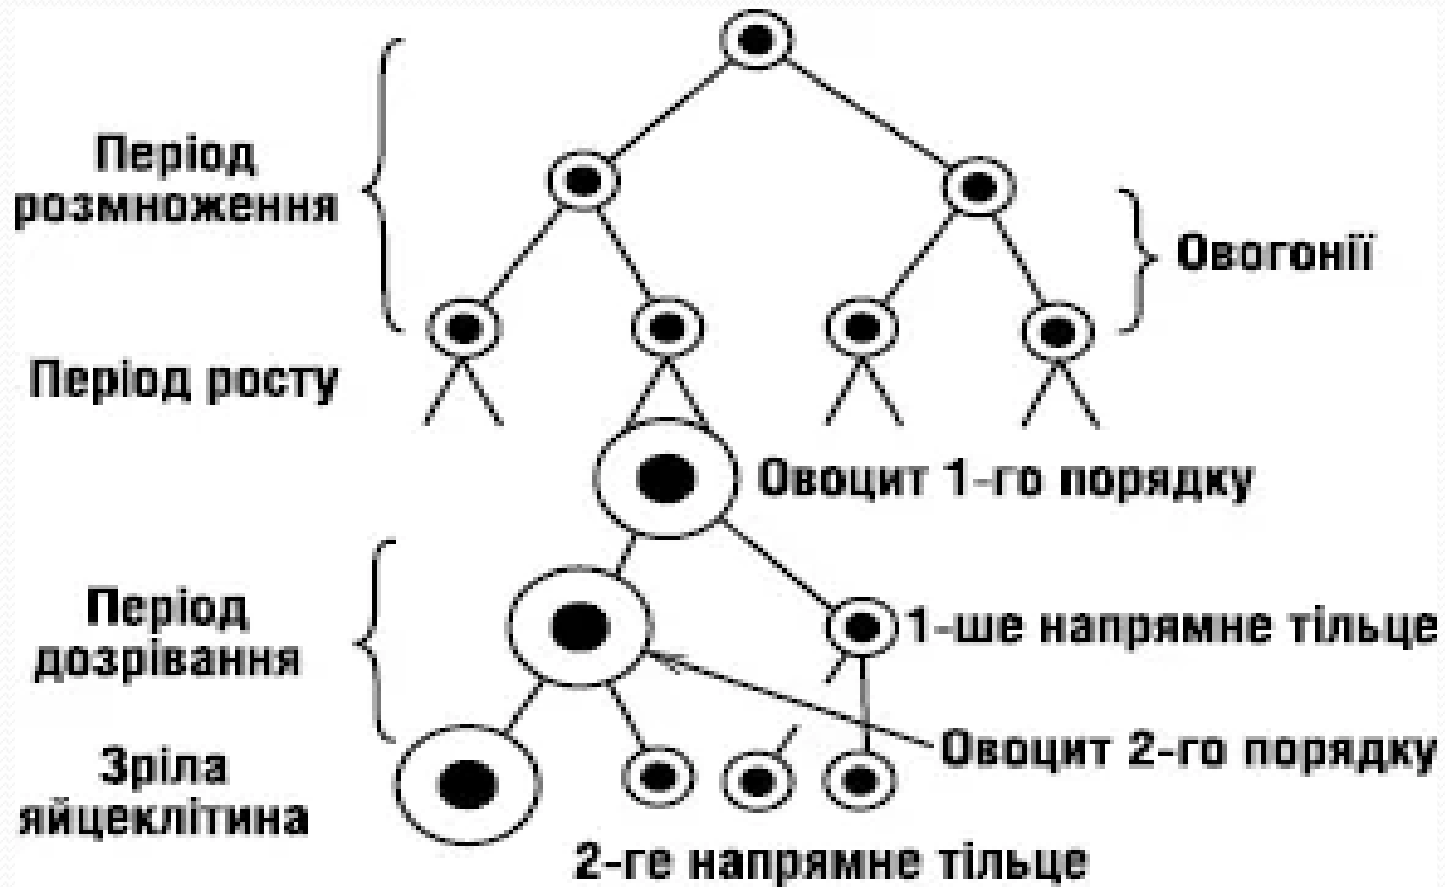 Період
розмноження
Овогонії
Період росту
Овоцит 1-го порядку
Період
дозрівання
1-ше напрямне тільце
Овоцит 2-го порядку
Зріла
яйцеклітина
2-ге напрямне тільце